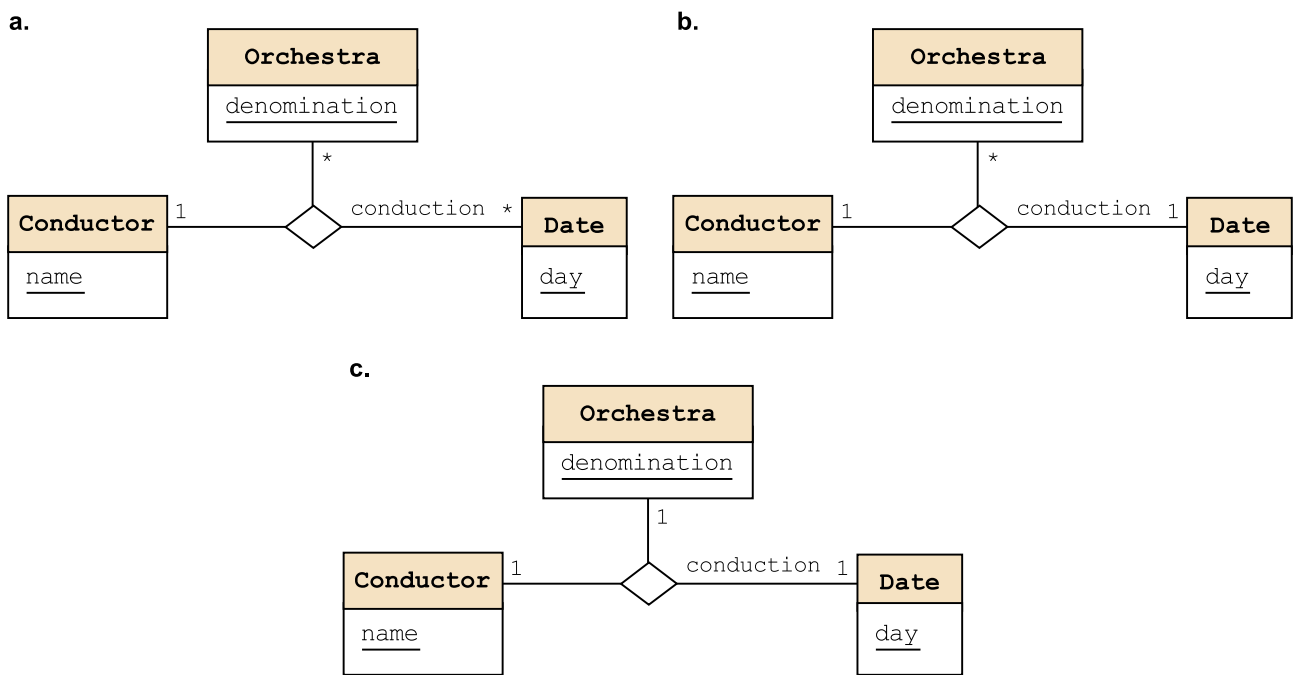 a.
Orchestra
denomination
*
Conductor
name
1
conduction *
Date
day
b.
Orchestra
denomination
*
Conductor
name
1
conduction 1
Date
day
c.
Orchestra
denomination
1
Conductor
name
1
conduction 1
Date
day